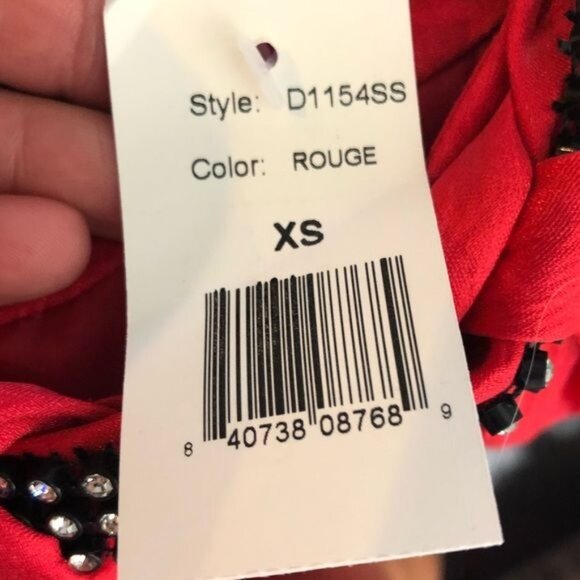 Style: D1154SS
Color: ROUGE
XS
8 40738 08768 9